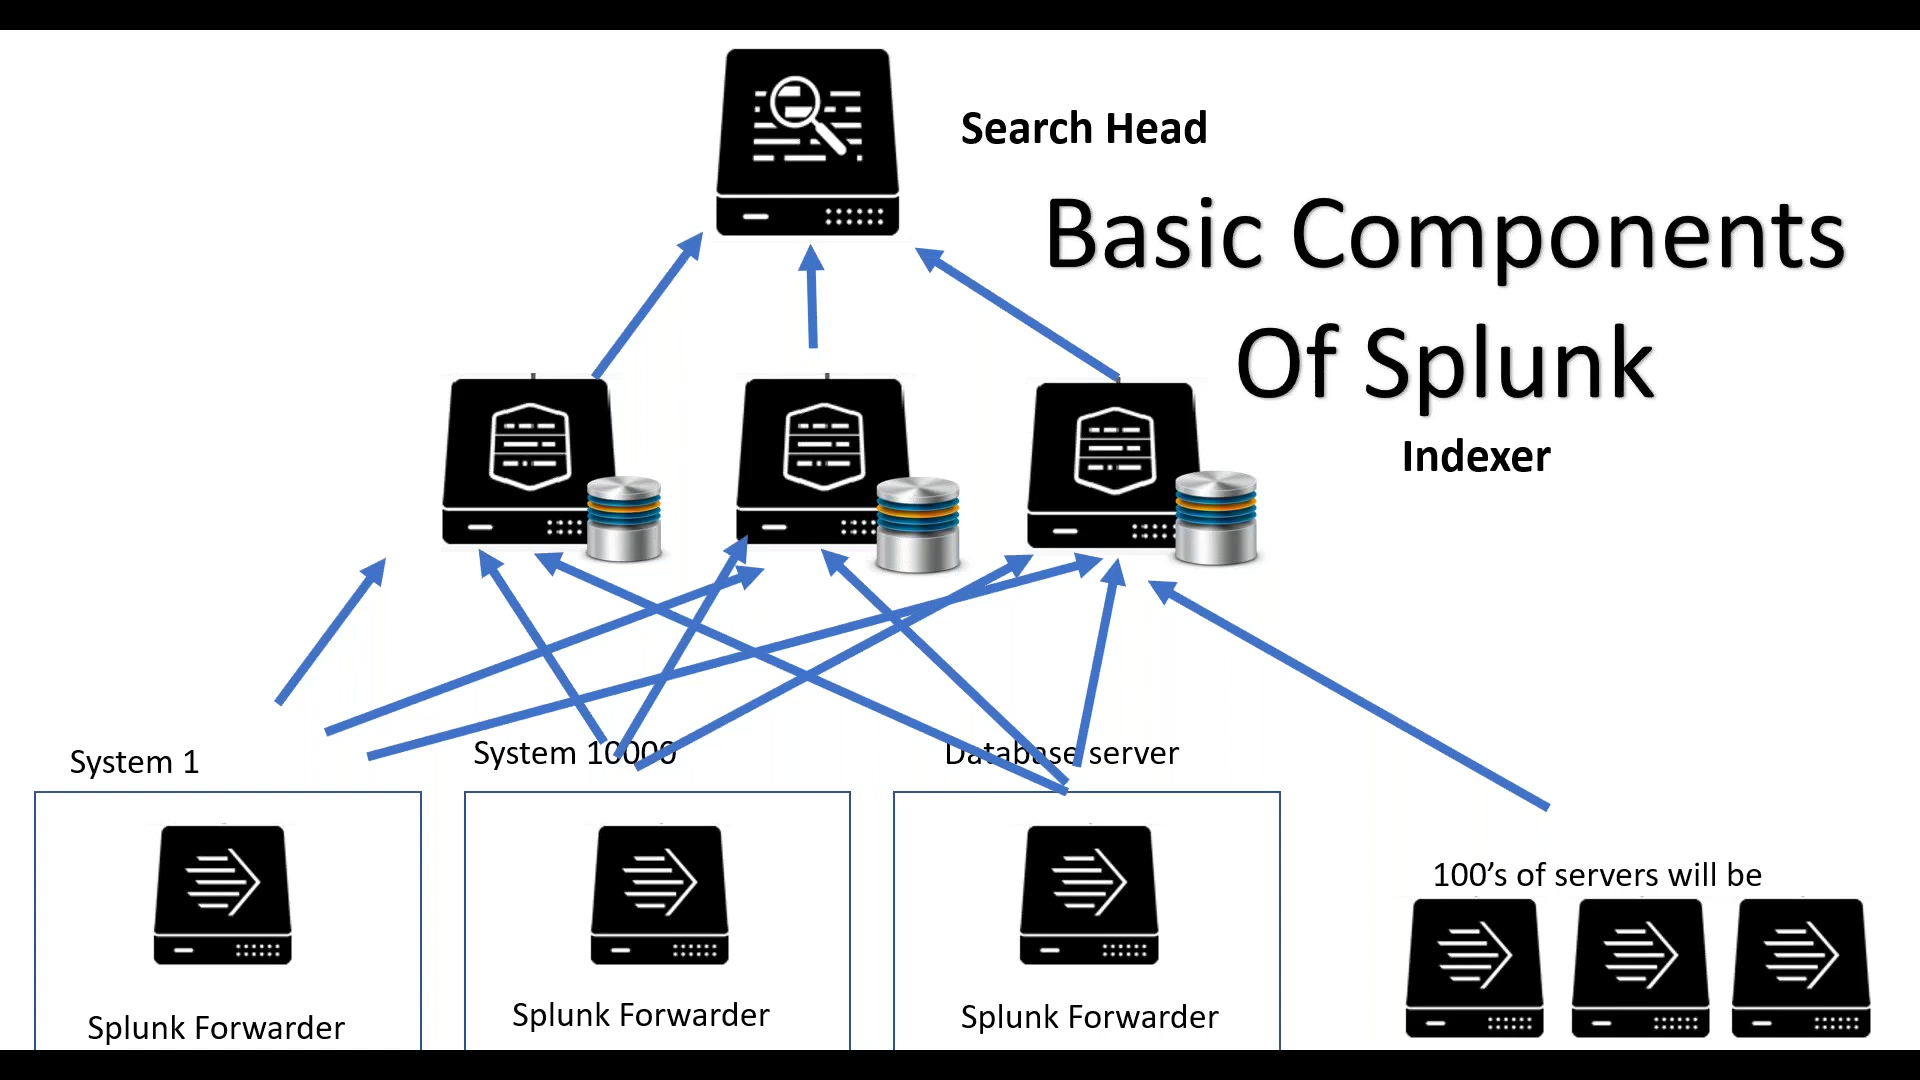 Search Head
Basic Components
Of Splunk
Indexer
System 1
System 10000
Database server
100's of servers will be
Splunk Forwarder
Splunk Forwarder
Splunk Forwarder